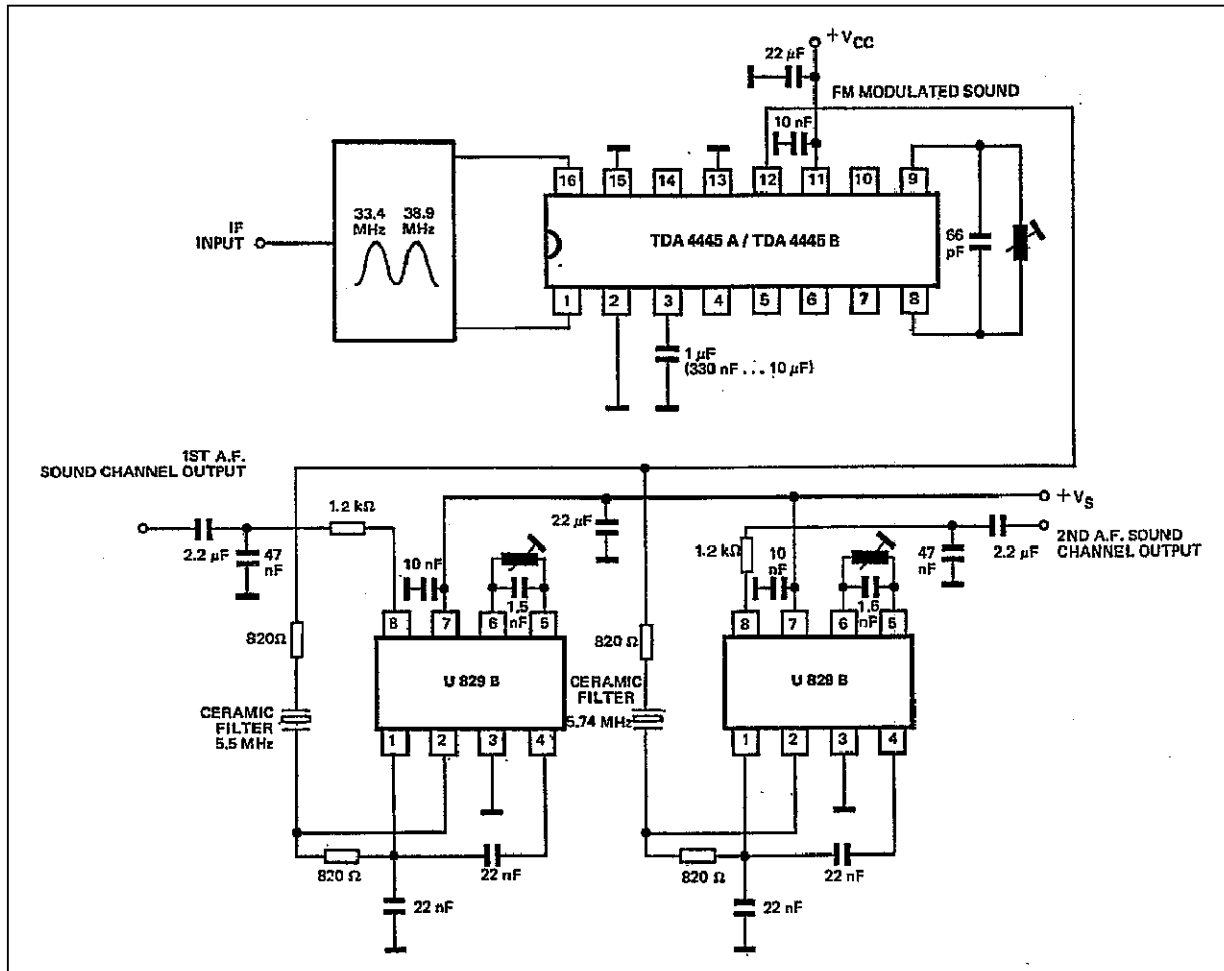 +VCC
22 µF
FM MODULATED SOUND
10 nF
16 15 14 13 12 11 10 9
33.4 MHz
38.9 MHz
IF INPUT
TDA 4445 A / TDA 4445 B
66 pF
1 2 3 4 5 6 7 8
1 µF
(330 nF ... 10 µF)
1ST A.F.
SOUND CHANNEL OUTPUT
1.2 kΩ
2.2 µF
47 nF
10 nF
22 µF
+VS
2ND A.F. SOUND
CHANNEL OUTPUT
1.2 kΩ
10 nF
47 nF
2.2 µF
1.5 nF
1.6 nF
8 7 6 5
8 7 6 5
820Ω
U 829 B
820 Ω
U 829 B
CERAMIC
FILTER
5.5 MHz
CERAMIC
FILTER
5.74 MHz
1 2 3 4
1 2 3 4
820 Ω
22 nF
820 Ω
22 nF
22 nF
22 nF